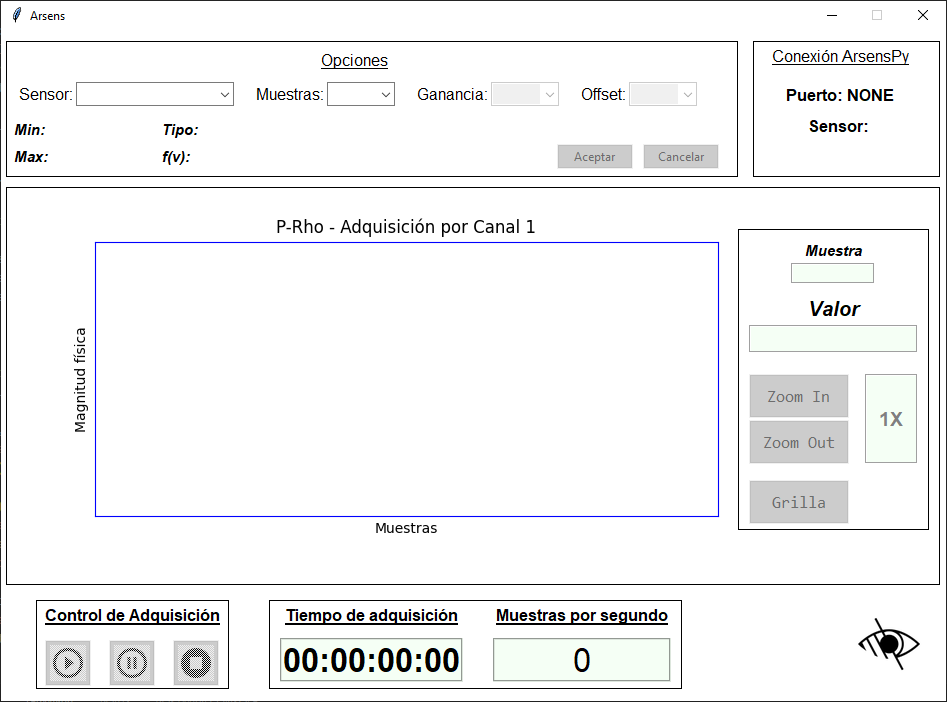 Arsens
Opciones
Sensor:
Muestras:
Ganancia:
Offset:
Min:
Tipo:
Max:
f(v):
Aceptar
Cancelar
Conexión ArsensPy
Puerto: NONE
Sensor:
P-Rho - Adquisición por Canal 1
Magnitud física
Muestras
Muestra
Valor
Zoom In
1X
Zoom Out
Grilla
Control de Adquisición
Tiempo de adquisición
00:00:00:00
Muestras por segundo
0